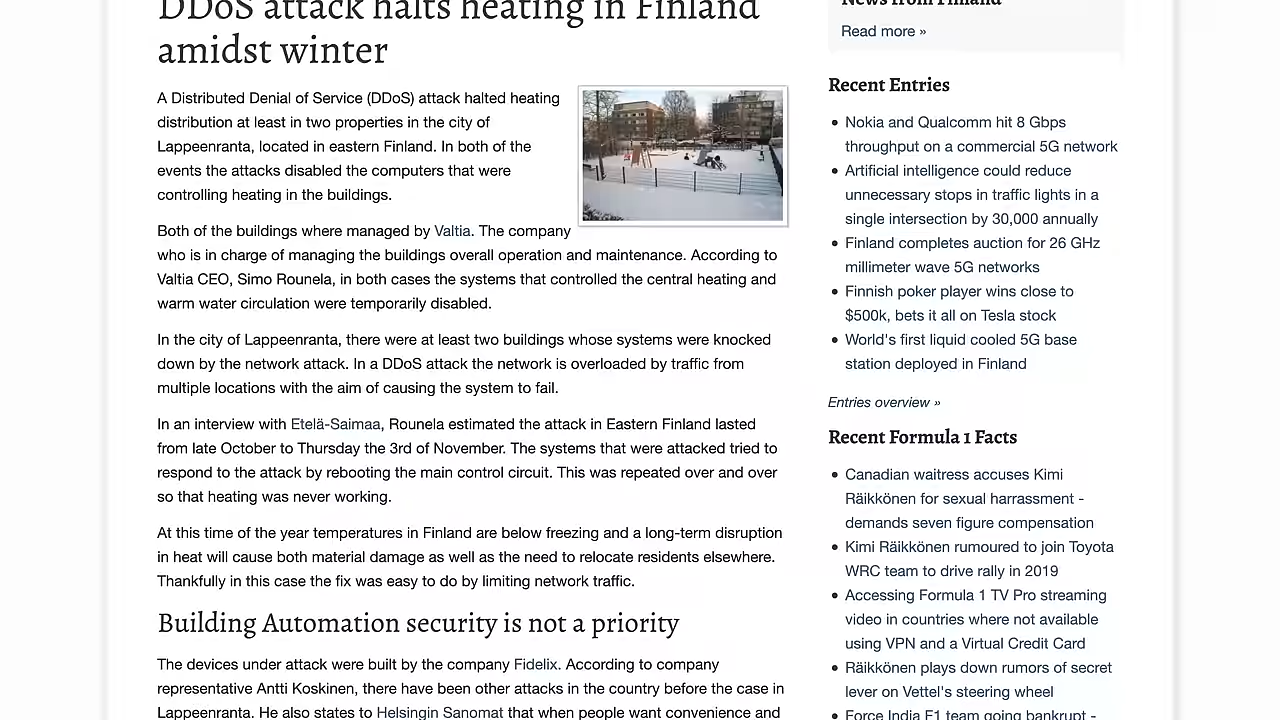 DDoS attack halts heating in Finland
amidst winter
A Distributed Denial of Service (DDoS) attack halted heating
distribution at least in two properties in the city of
Lappeenranta, located in eastern Finland. In both of the
events the attacks disabled the computers that were
controlling heating in the buildings.
Both of the buildings where managed by Valtia. The company
who is in charge of managing the buildings overall operation and maintenance. According to
Valtia CEO, Simo Rounela, in both cases the systems that controlled the central heating and
warm water circulation were temporarily disabled.
In the city of Lappeenranta, there were at least two buildings whose systems were knocked
down by the network attack. In a DDoS attack the network is overloaded by traffic from
multiple locations with the aim of causing the system to fail.
In an interview with Etelä-Saimaa, Rounela estimated the attack in Eastern Finland lasted
from late October to Thursday the 3rd of November. The systems that were attacked tried to
respond to the attack by rebooting the main control circuit. This was repeated over and over
so that heating was never working.
At this time of the year temperatures in Finland are below freezing and a long-term disruption
in heat will cause both material damage as well as the need to relocate residents elsewhere.
Thankfully in this case the fix was easy to do by limiting network traffic.
Building Automation security is not a priority
The devices under attack were built by the company Fidelix. According to company
representative Antti Koskinen, there have been other attacks in the country before the case in
Lappeenranta. He also states to Helsingin Sanomat that when people want convenience and
News from Finland
Read more »
Recent Entries
Nokia and Qualcomm hit 8 Gbps
throughput on a commercial 5G network
Artificial intelligence could reduce
unnecessary stops in traffic lights in a
single intersection by 30,000 annually
Finland completes auction for 26 GHz
millimeter wave 5G networks
Finnish poker player wins close to
$500k, bets it all on Tesla stock
World's first liquid cooled 5G base
station deployed in Finland
Entries overview »
Recent Formula 1 Facts
Canadian waitress accuses Kimi
Räikkönen for sexual harrassment -
demands seven figure compensation
Kimi Räikkönen rumoured to join Toyota
WRC team to drive rally in 2019
Accessing Formula 1 TV Pro streaming
video in countries where not available
using VPN and a Virtual Credit Card
Räikkönen plays down rumors of secret
lever on Vettel's steering wheel
Force India F1 team going bankrupt -